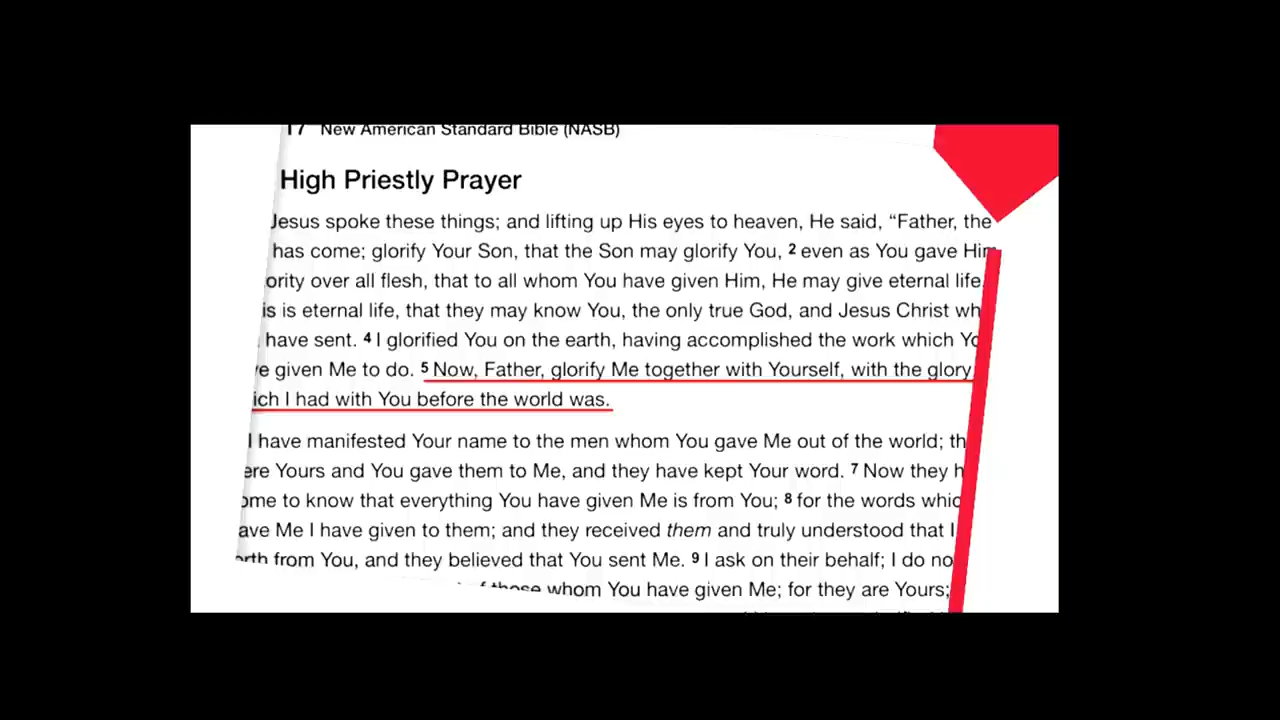 17 New American Standard Bible (NASB)
High Priestly Prayer
Jesus spoke these things; and lifting up His eyes to heaven, He said, “Father, the
has come; glorify Your Son, that the Son may glorify You, 2 even as You gave Him
ority over all flesh, that to all whom You have given Him, He may give eternal life.
is is eternal life, that they may know You, the only true God, and Jesus Christ wh
have sent. 4 I glorified You on the earth, having accomplished the work which Yo
e given Me to do. 5 Now, Father, glorify Me together with Yourself, with the glory
ich I had with You before the world was.
I have manifested Your name to the men whom You gave Me out of the world; th
ere Yours and You gave them to Me, and they have kept Your word. 7 Now they h
ome to know that everything You have given Me is from You; 8 for the words whic
ave Me I have given to them; and they received them and truly understood that I
orth from You, and they believed that You sent Me. 9 I ask on their behalf; I do no
of those whom You have given Me; for they are Yours;